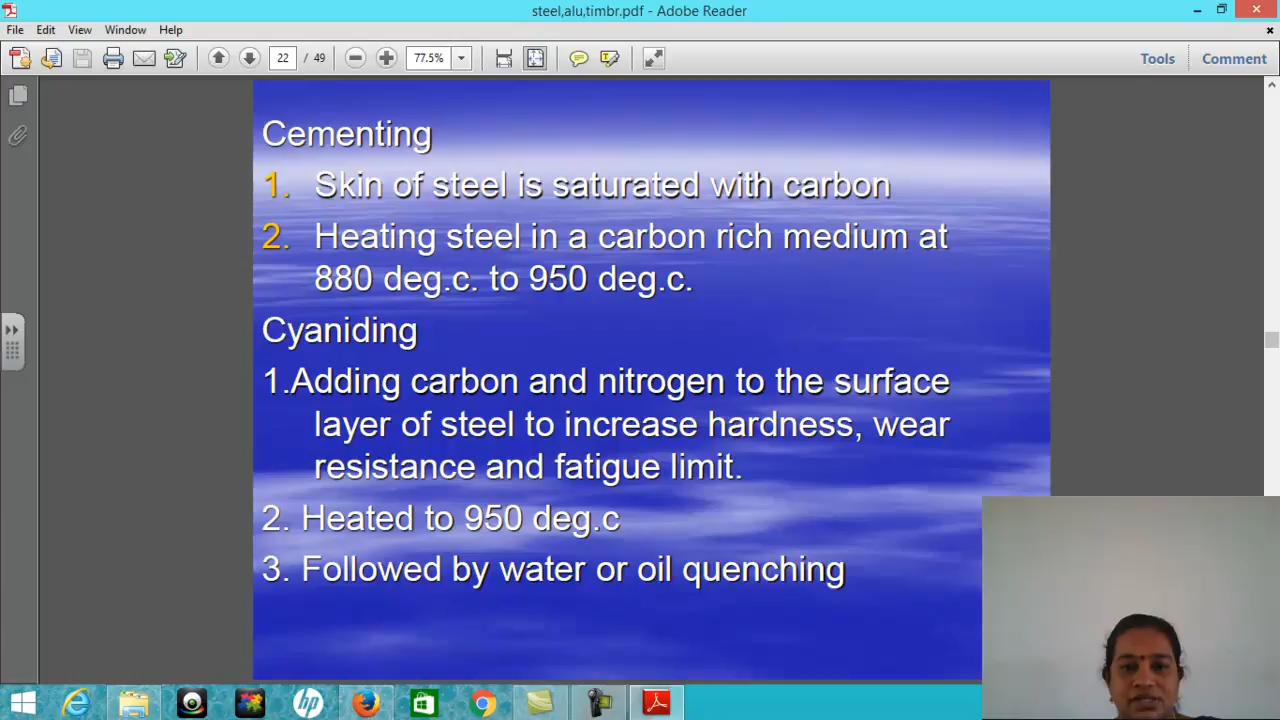 steel,alu,timbr.pdf - Adobe Reader
File Edit View Window Help
22 / 49 77.5% Tools Comment
Cementing
1. Skin of steel is saturated with carbon
2. Heating steel in a carbon rich medium at
880 deg.c. to 950 deg.c.
Cyaniding
1.Adding carbon and nitrogen to the surface
layer of steel to increase hardness, wear
resistance and fatigue limit.
2. Heated to 950 deg.c
3. Followed by water or oil quenching
hp